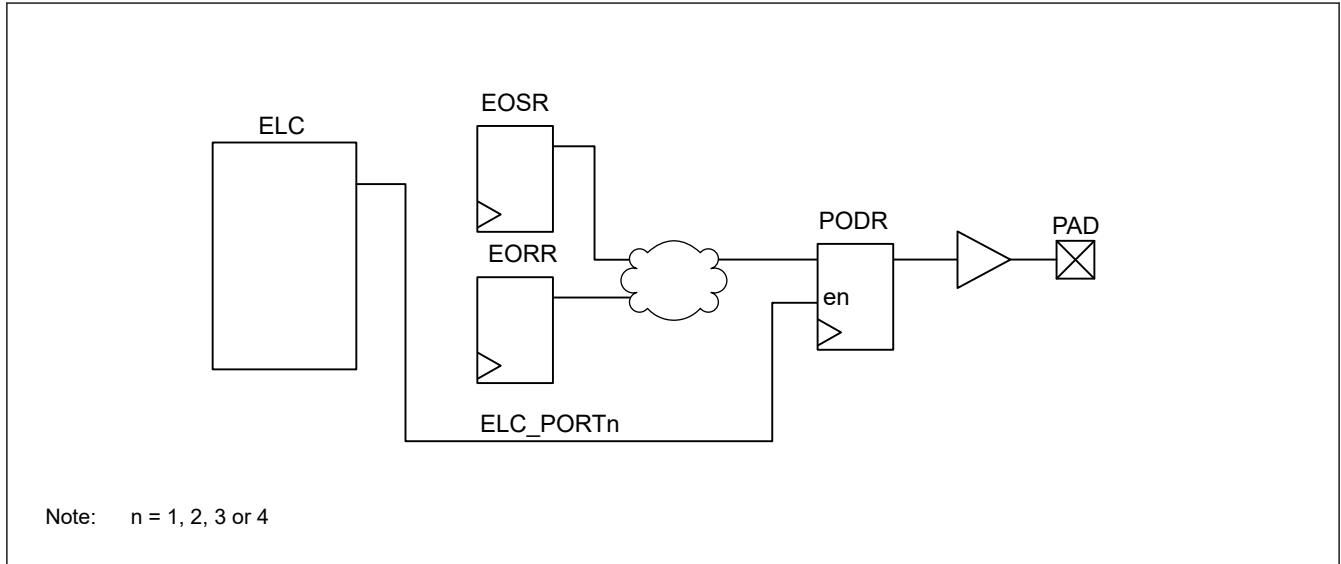 EOSR
ELC
PODR
PAD
EORR
en
ELC_PORTn
Note: n = 1, 2, 3 or 4